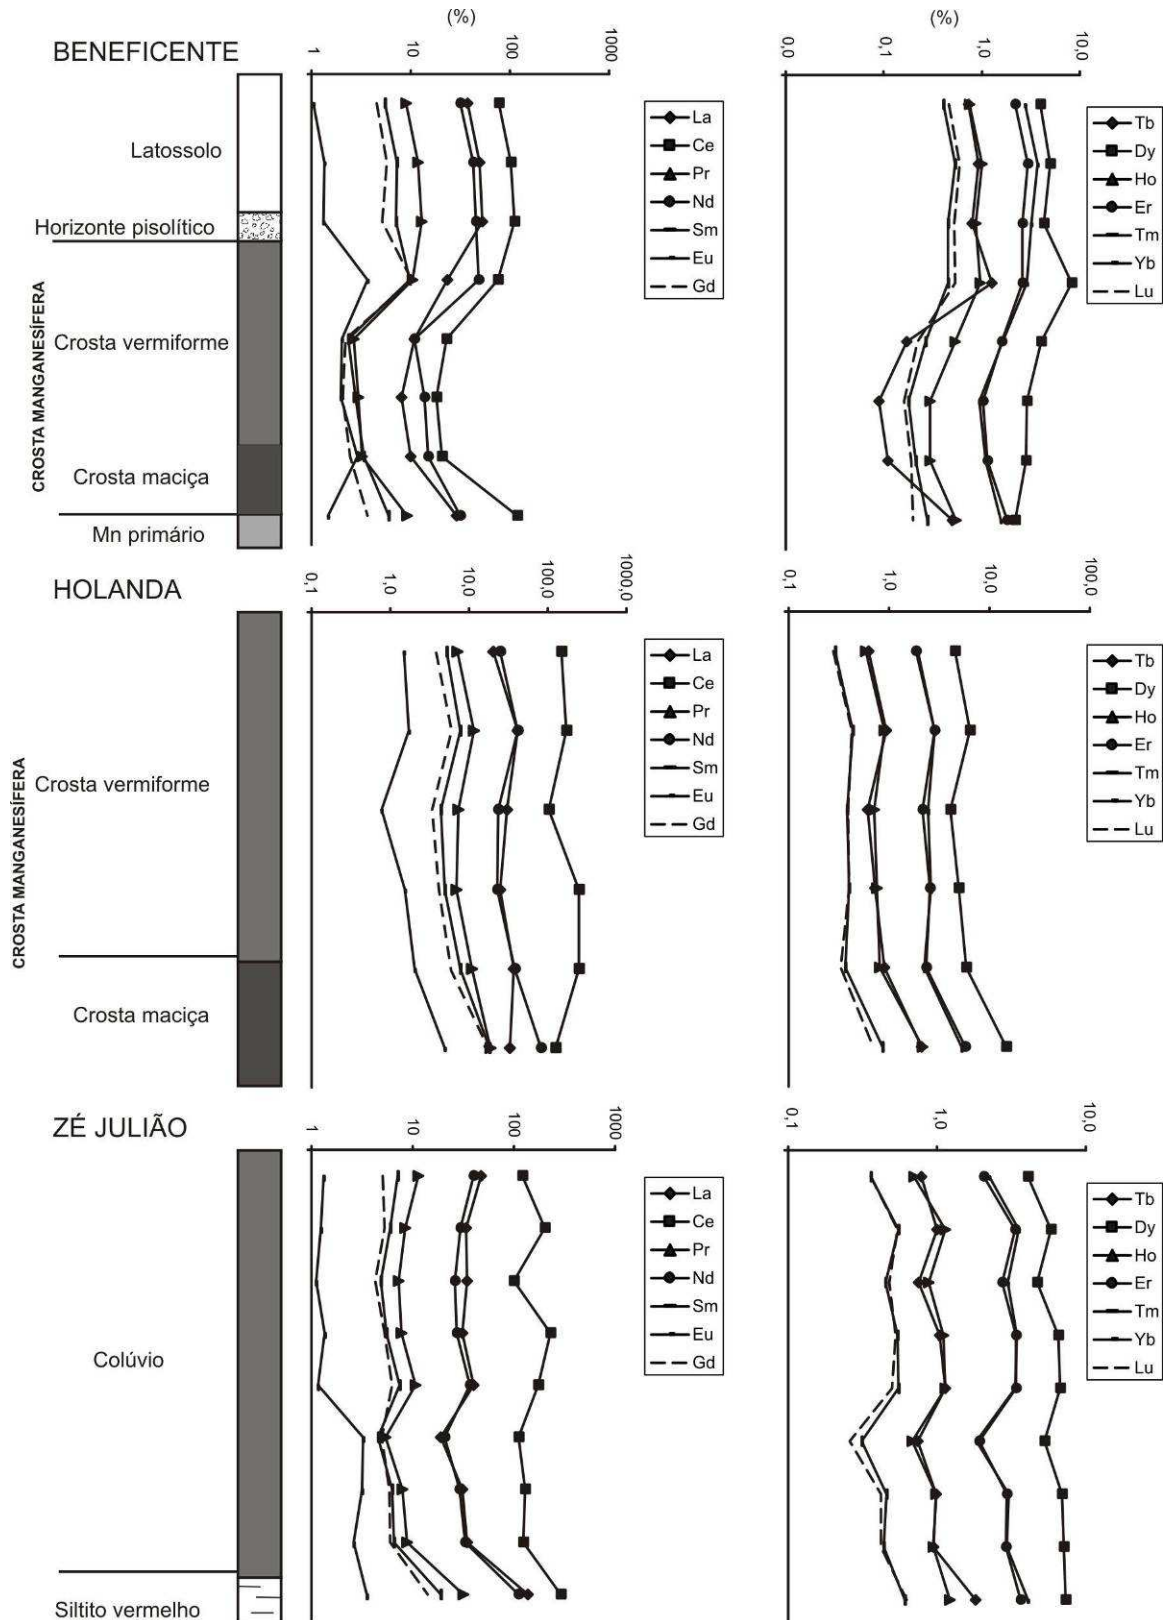 (%)
(%)
BENEFICENTE
1
10
100
1000
0,0
0,1
1,0
10,0
Latossolo
Horizonte pisolítico
Crosta vermiforme
Crosta maciça
Mn primário
CROSTA MANGANESÍFERA
La
Ce
Pr
Nd
Sm
Eu
Gd
Tb
Dy
Ho
Er
Tm
Yb
Lu
HOLANDA
0,1
1,0
10,0
100,0
1000,0
0,1
1,0
10,0
100,0
Crosta vermiforme
Crosta maciça
CROSTA MANGANESÍFERA
La
Ce
Pr
Nd
Sm
Eu
Gd
Tb
Dy
Ho
Er
Tm
Yb
Lu
ZÉ JULIÃO
1
10
100
1000
0,1
1,0
10,0
Colúvio
Siltito vermelho
La
Ce
Pr
Nd
Sm
Eu
Gd
Tb
Dy
Ho
Er
Tm
Yb
Lu